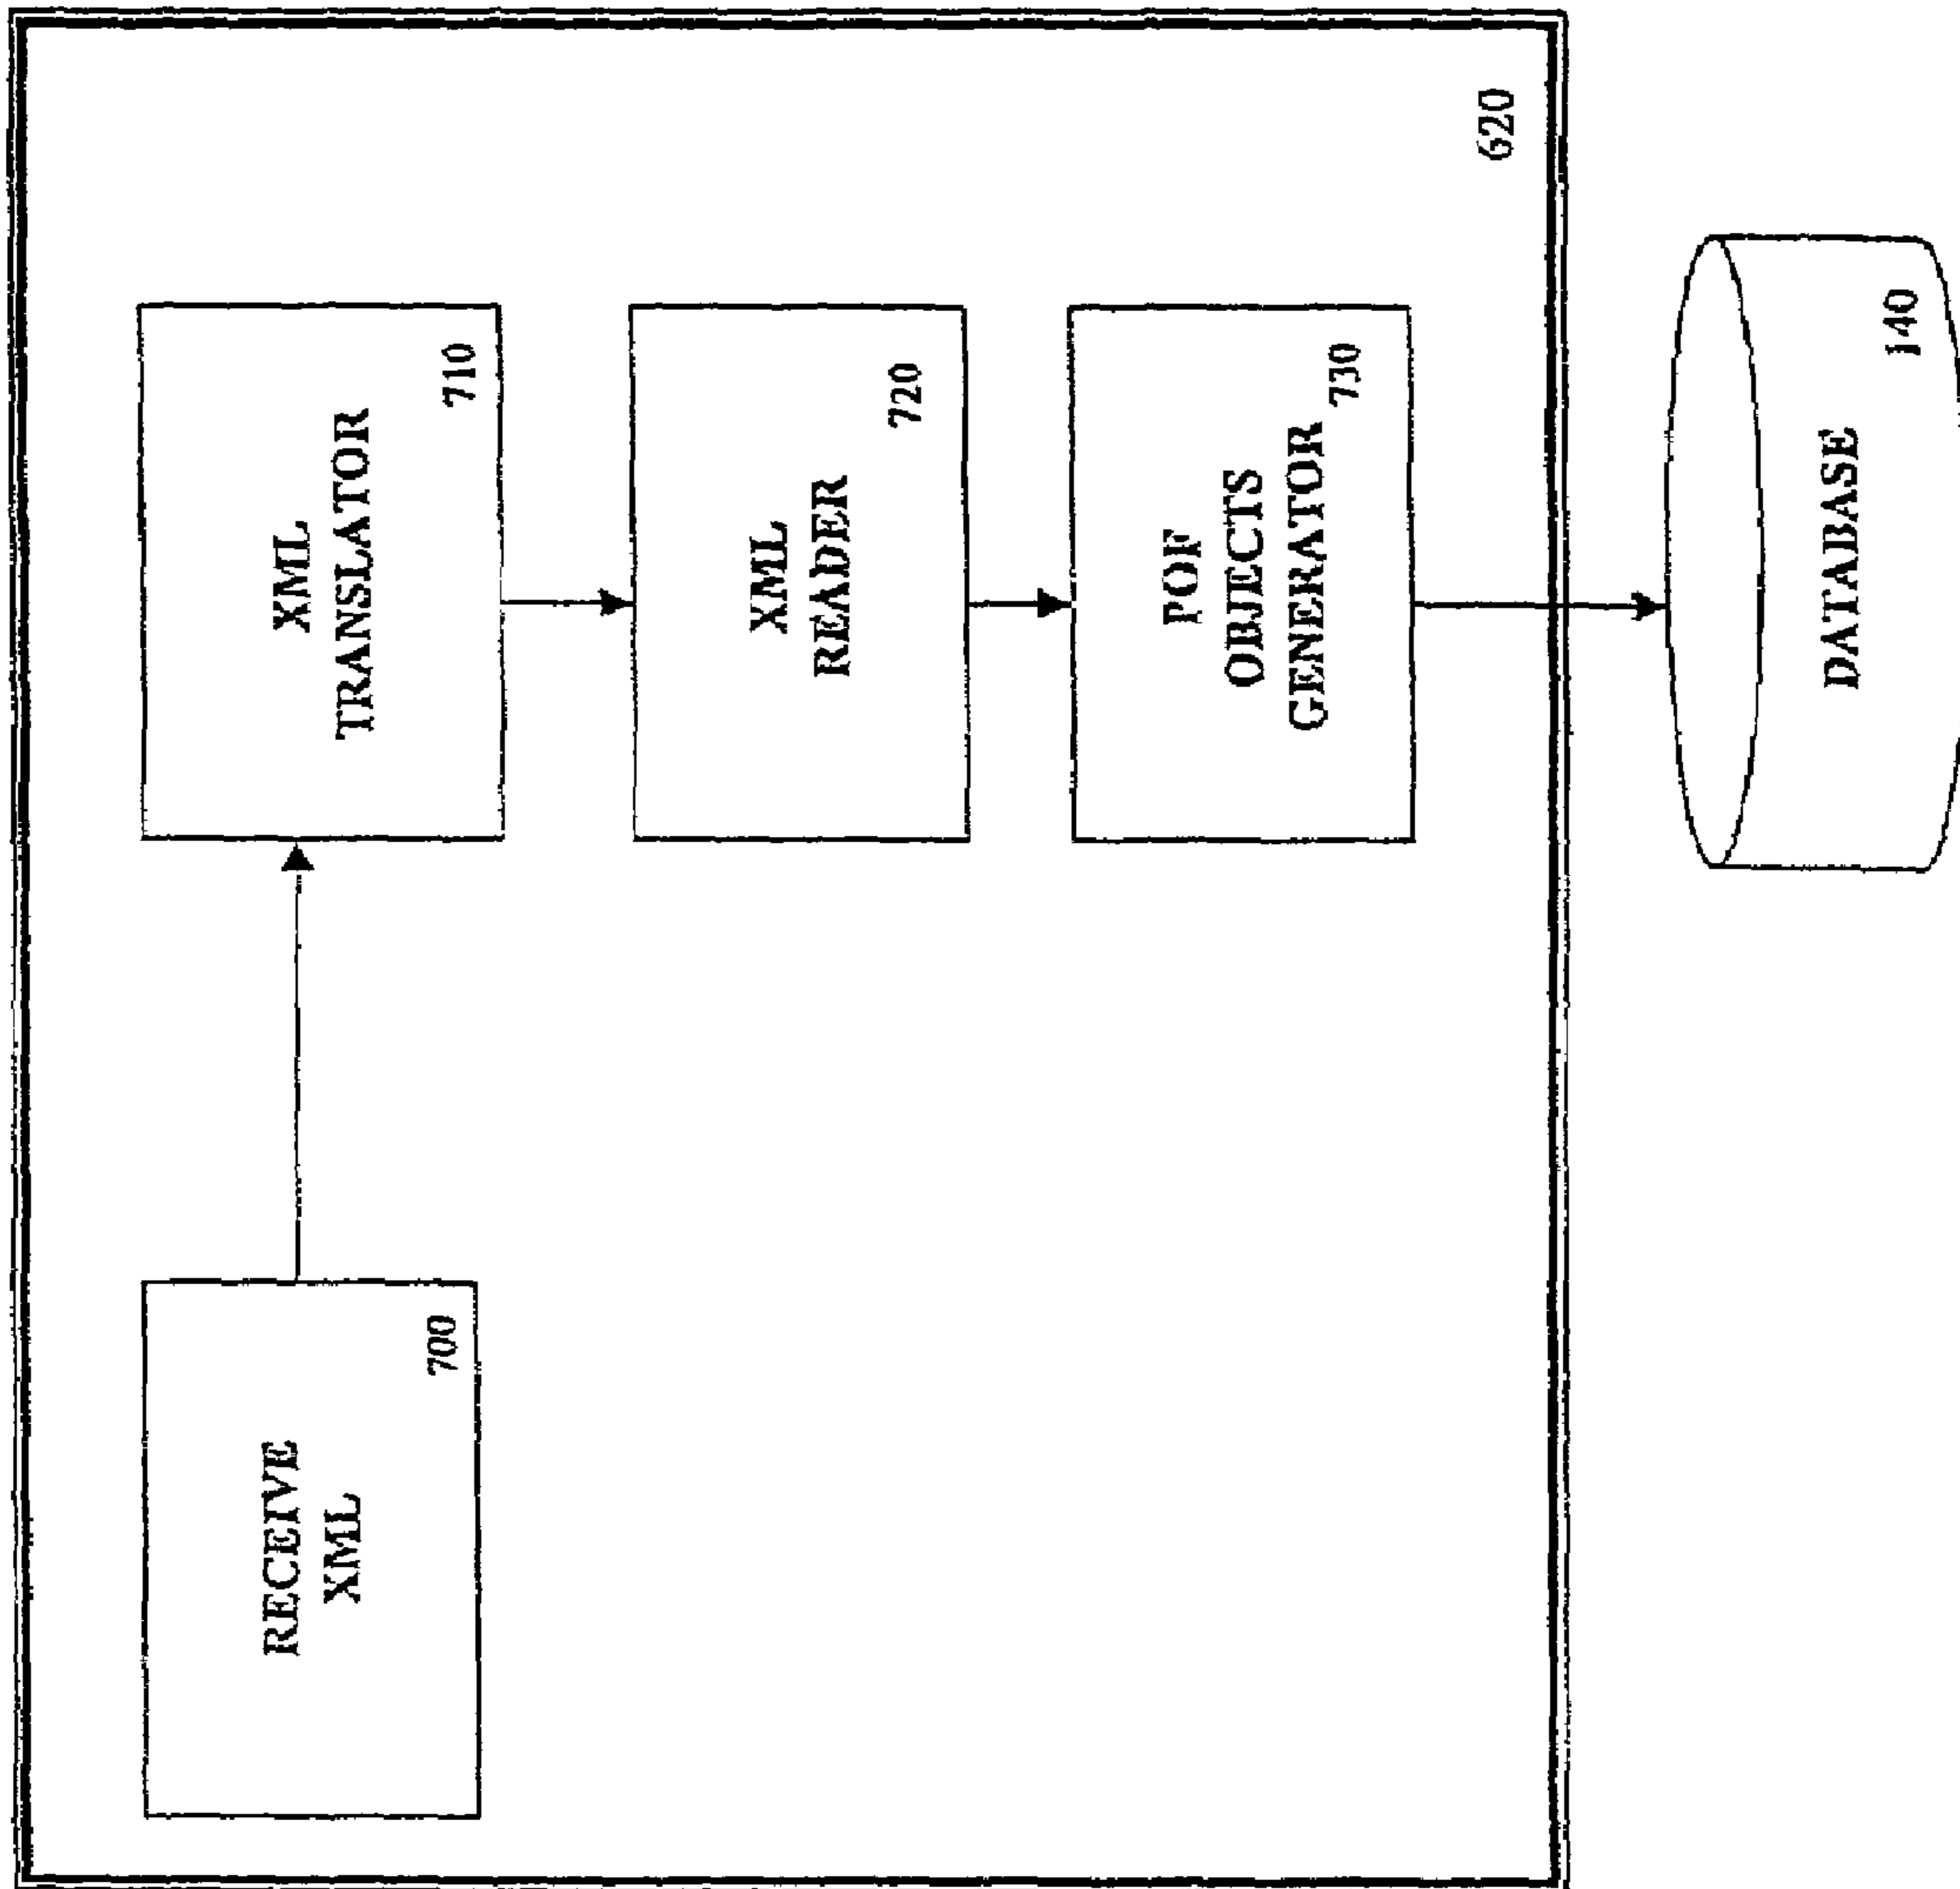 RECEIVE
XML
700
XML
TRANSLATOR
710
XML
READER
720
POF
OBJECTS
GENERATOR
730
620
DATABASE
140